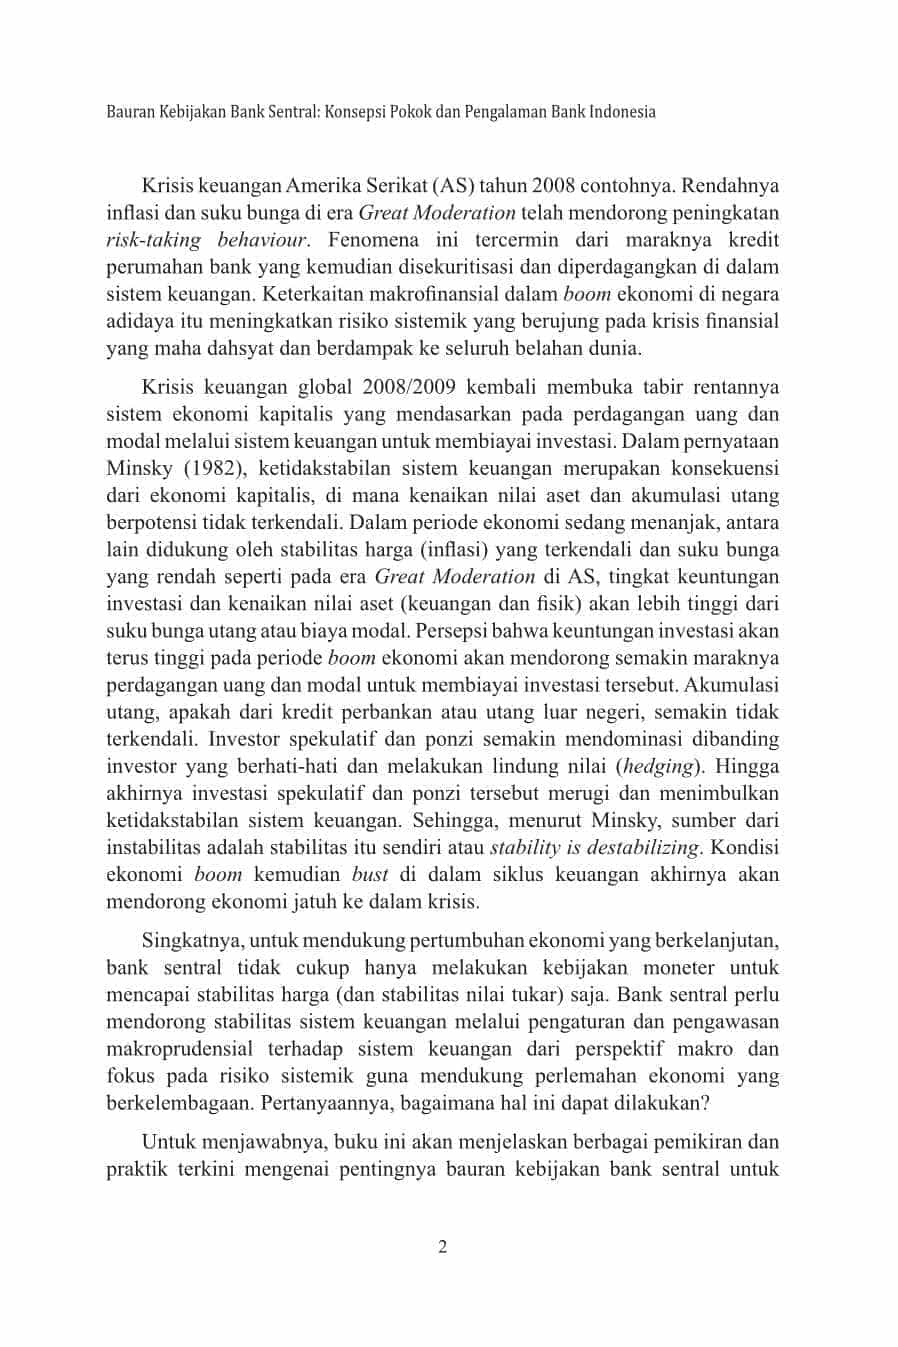 Bauran Kebijakan Bank Sentral: Konsepsi Pokok dan Pengalaman Bank Indonesia
Krisis keuangan Amerika Serikat (AS) tahun 2008 contohnya. Rendahnya
inflasi dan suku bunga di era Great Moderation telah mendorong peningkatan
risk-taking behaviour. Fenomena ini tercermin dari maraknya kredit
perumahan bank yang kemudian disekuritisasi dan diperdagangkan di dalam
sistem keuangan. Keterkaitan makrofinansial dalam boom ekonomi di negara
adidaya itu meningkatkan risiko sistemik yang berujung pada krisis finansial
yang maha dahsyat dan berdampak ke seluruh belahan dunia.
Krisis keuangan global 2008/2009 kembali membuka tabir rentannya
sistem ekonomi kapitalis yang mendasarkan pada perdagangan uang dan
modal melalui sistem keuangan untuk membiayai investasi. Dalam pernyataan
Minsky (1982), ketidakstabilan sistem keuangan merupakan konsekuensi
dari ekonomi kapitalis, di mana kenaikan nilai aset dan akumulasi utang
berpotensi tidak terkendali. Dalam periode ekonomi sedang menanjak, antara
lain didukung oleh stabilitas harga (inflasi) yang terkendali dan suku bunga
yang rendah seperti pada era Great Moderation di AS, tingkat keuntungan
investasi dan kenaikan nilai aset (keuangan dan fisik) akan lebih tinggi dari
suku bunga utang atau biaya modal. Persepsi bahwa keuntungan investasi akan
terus tinggi pada periode boom ekonomi akan mendorong semakin maraknya
perdagangan uang dan modal untuk membiayai investasi tersebut. Akumulasi
utang, apakah dari kredit perbankan atau utang luar negeri, semakin tidak
terkendali. Investor spekulatif dan ponzi semakin mendominasi dibanding
investor yang berhati-hati dan melakukan lindung nilai (hedging). Hingga
akhirnya investasi spekulatif dan ponzi tersebut merugi dan menimbulkan
ketidakstabilan sistem keuangan. Sehingga, menurut Minsky, sumber dari
instabilitas adalah stabilitas itu sendiri atau stability is destabilizing. Kondisi
ekonomi boom kemudian bust di dalam siklus keuangan akhirnya akan
mendorong ekonomi jatuh ke dalam krisis.
Singkatnya, untuk mendukung pertumbuhan ekonomi yang berkelanjutan,
bank sentral tidak cukup hanya melakukan kebijakan moneter untuk
mencapai stabilitas harga (dan stabilitas nilai tukar) saja. Bank sentral perlu
mendorong stabilitas sistem keuangan melalui pengaturan dan pengawasan
makroprudensial terhadap sistem keuangan dari perspektif makro dan
fokus pada risiko sistemik guna mendukung perlemahan ekonomi yang
berkelembagaan. Pertanyaannya, bagaimana hal ini dapat dilakukan?
Untuk menjawabnya, buku ini akan menjelaskan berbagai pemikiran dan
praktik terkini mengenai pentingnya bauran kebijakan bank sentral untuk
2